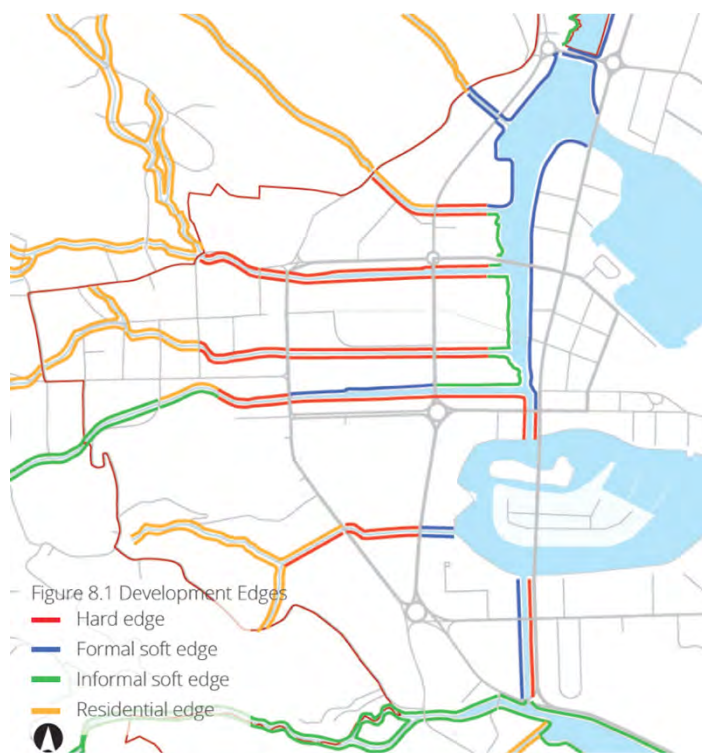 Figure 8.1 Development Edges
Hard edge
Formal soft edge
Informal soft edge
Residential edge